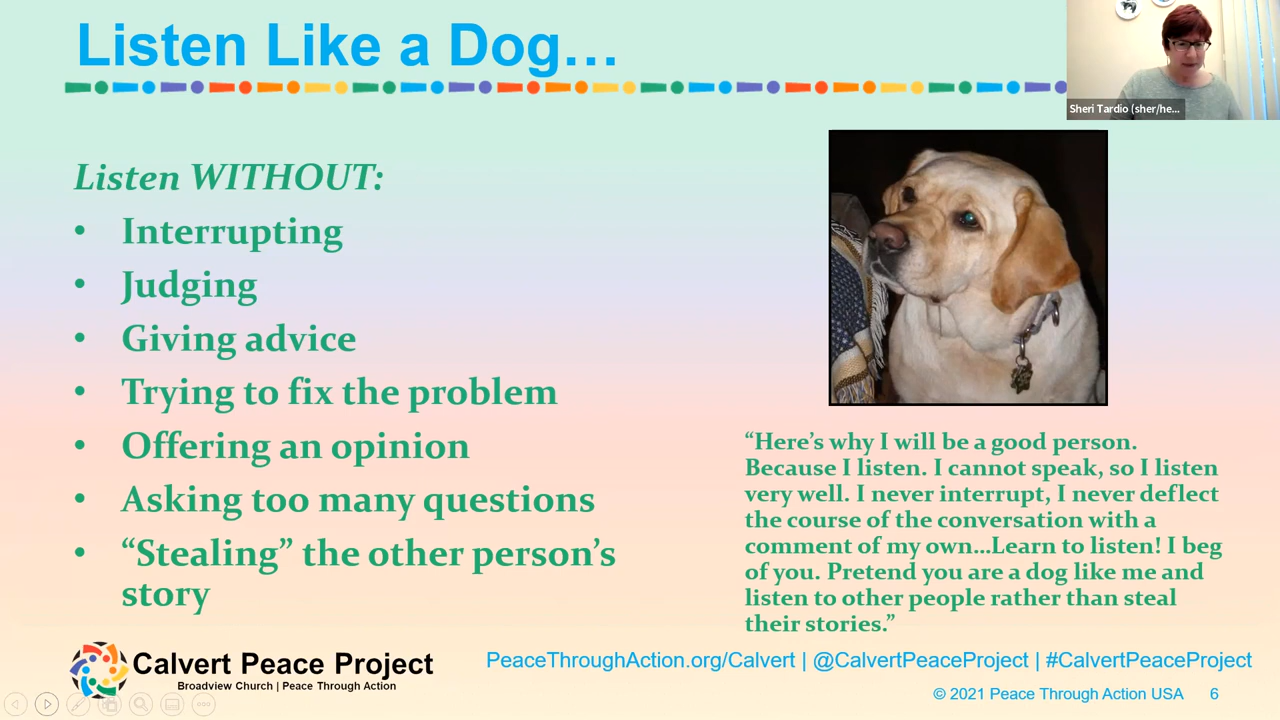 Listen Like a Dog…
Sheri Tardio (sher/he...
Listen WITHOUT:
• Interrupting
• Judging
• Giving advice
• Trying to fix the problem
• Offering an opinion
• Asking too many questions
• “Stealing” the other person’s
story
“Here’s why I will be a good person.
Because I listen. I cannot speak, so I listen
very well. I never interrupt, I never deflect
the course of the conversation with a
comment of my own…Learn to listen! I beg
of you. Pretend you are a dog like me and
listen to other people rather than steal
their stories.”
Calvert Peace Project
Broadview Church | Peace Through Action
PeaceThroughAction.org/Calvert | @CalvertPeaceProject | #CalvertPeaceProject
© 2021 Peace Through Action USA 6